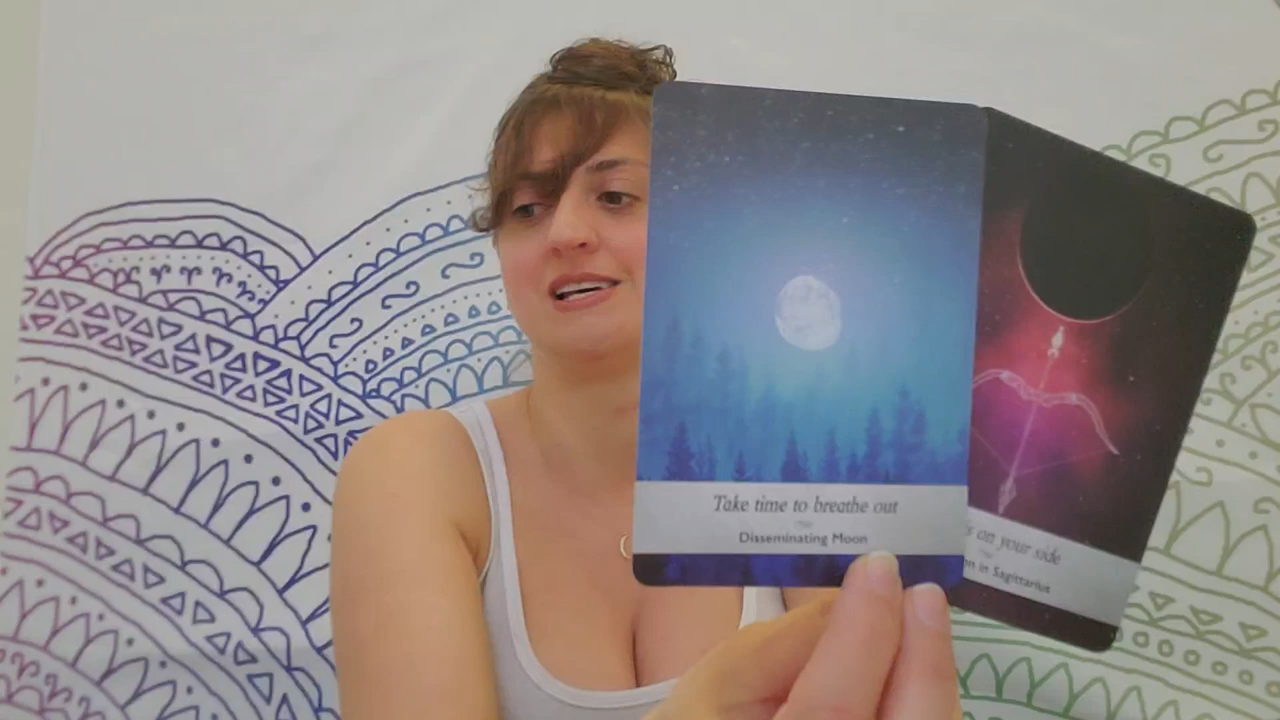 Take time to breathe out
Disseminating Moon
on your side
in Sagittarius